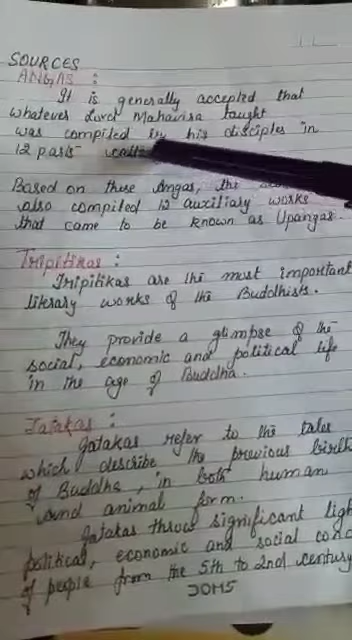 SOURCES
ANGAS :
It is generally accepted that
whatever Lord Mahavira taught
was compiled by his disciples in
12 parts
Based on these Angas, the
also compiled 12 auxiliary works
that came to be known as Upangas.
Tripitikas :
Tripitikas are the most important
literary works of the Buddhists.
They provide a glimpse of the
social, economic and political life
in the age of Buddha.
Jatakas :
Jatakas refer to the tales
which describe the previous birth
of Buddha, in both human
and animal form.
Jatakas throw significant
political, economic and social
of people from the 5th to 2nd century